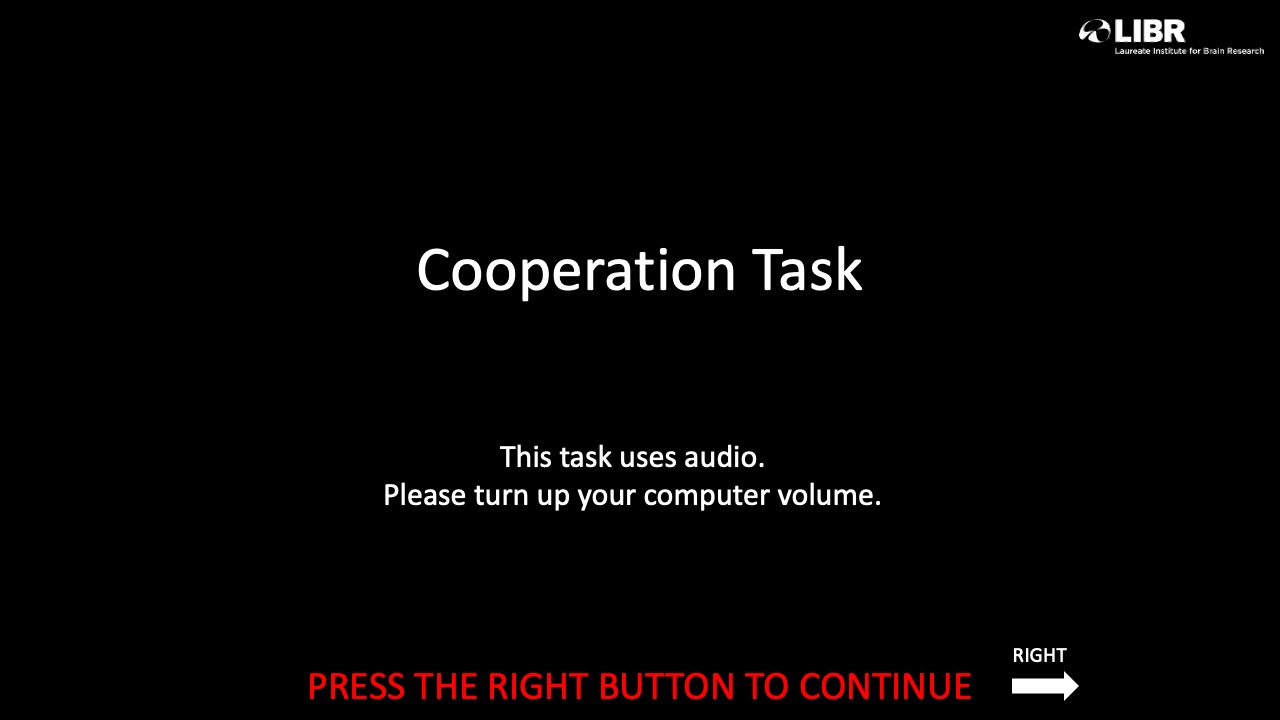 LIBR
Laureate Institute for Brain Research
Cooperation Task
This task uses audio.
Please turn up your computer volume.
RIGHT
PRESS THE RIGHT BUTTON TO CONTINUE